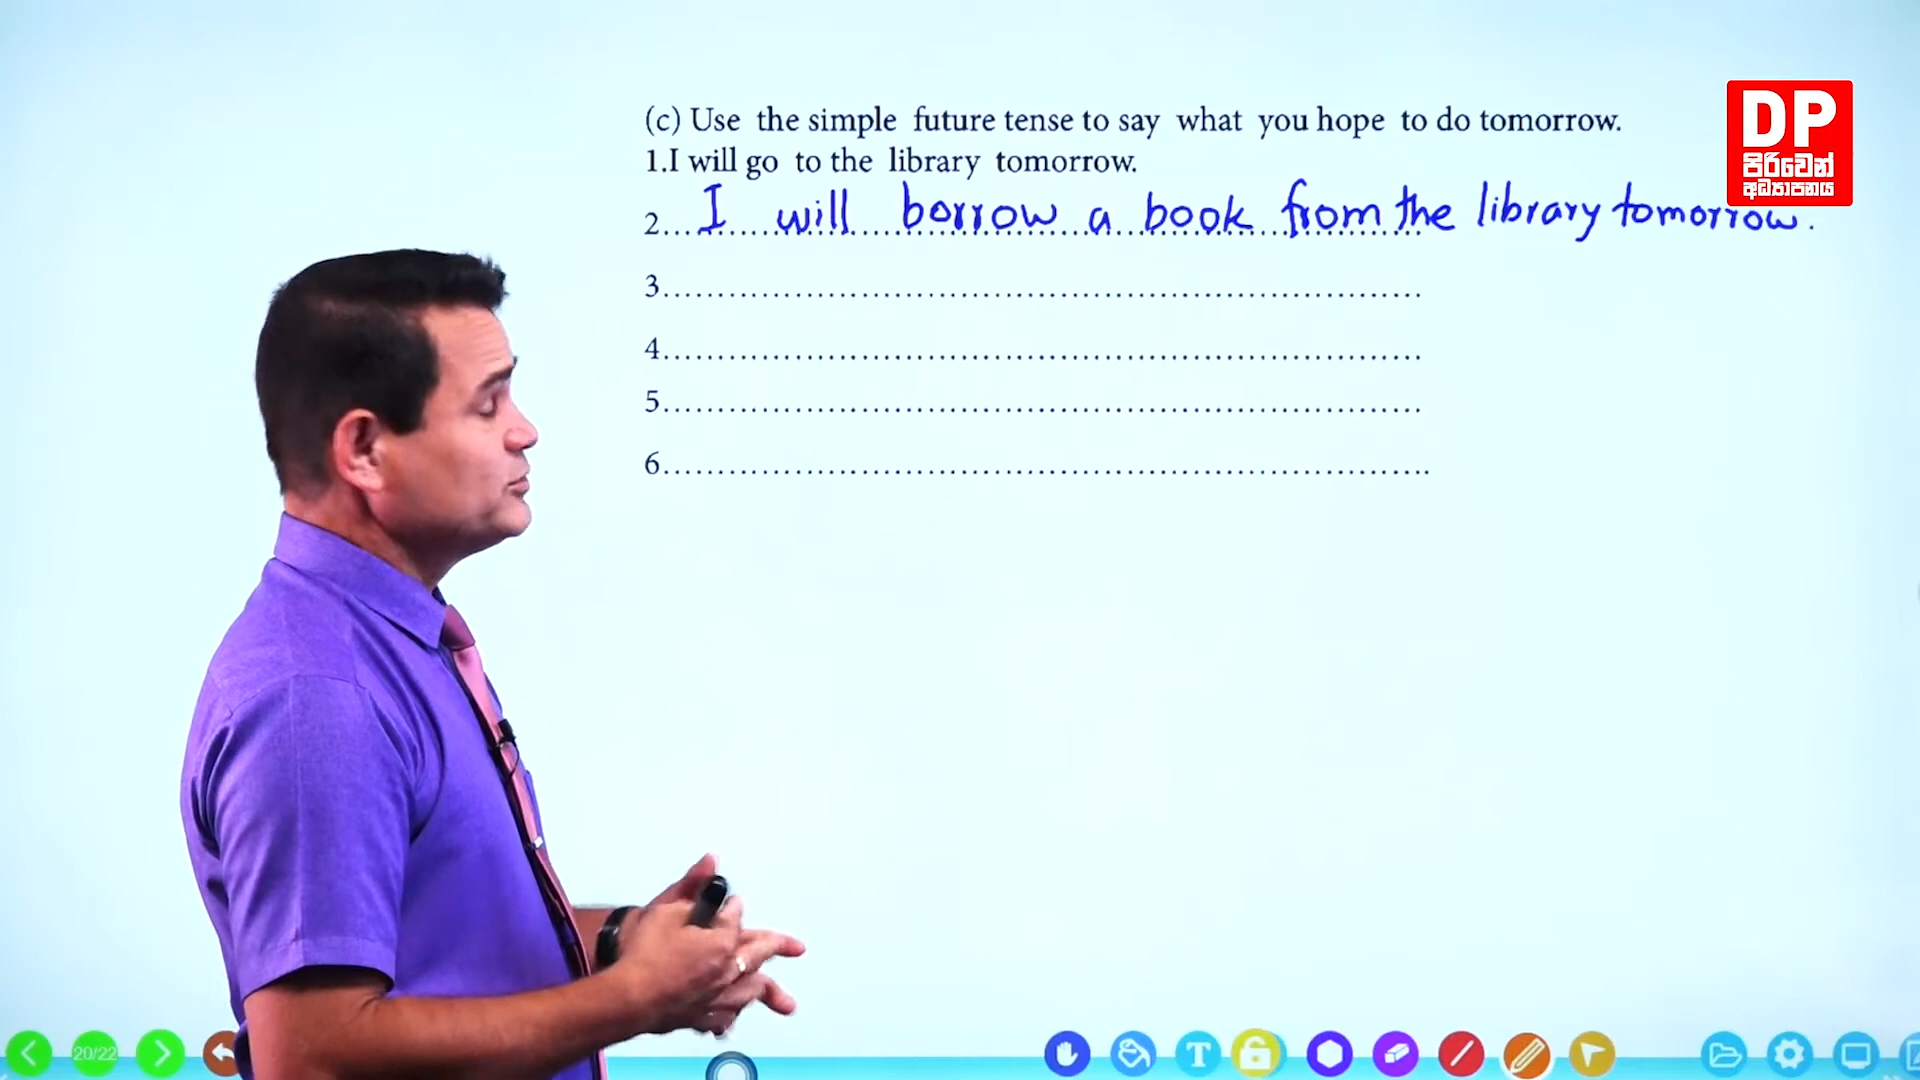 (c) Use the simple future tense to say what you hope to do tomorrow.
1.I will go to the library tomorrow.
2. I will borrow a book from the library tomorrow.
3.......................................................................
4.......................................................................
5.......................................................................
6.......................................................................
DP
පිරිවෙන්
අධ්‍යාපනය
20/22
T